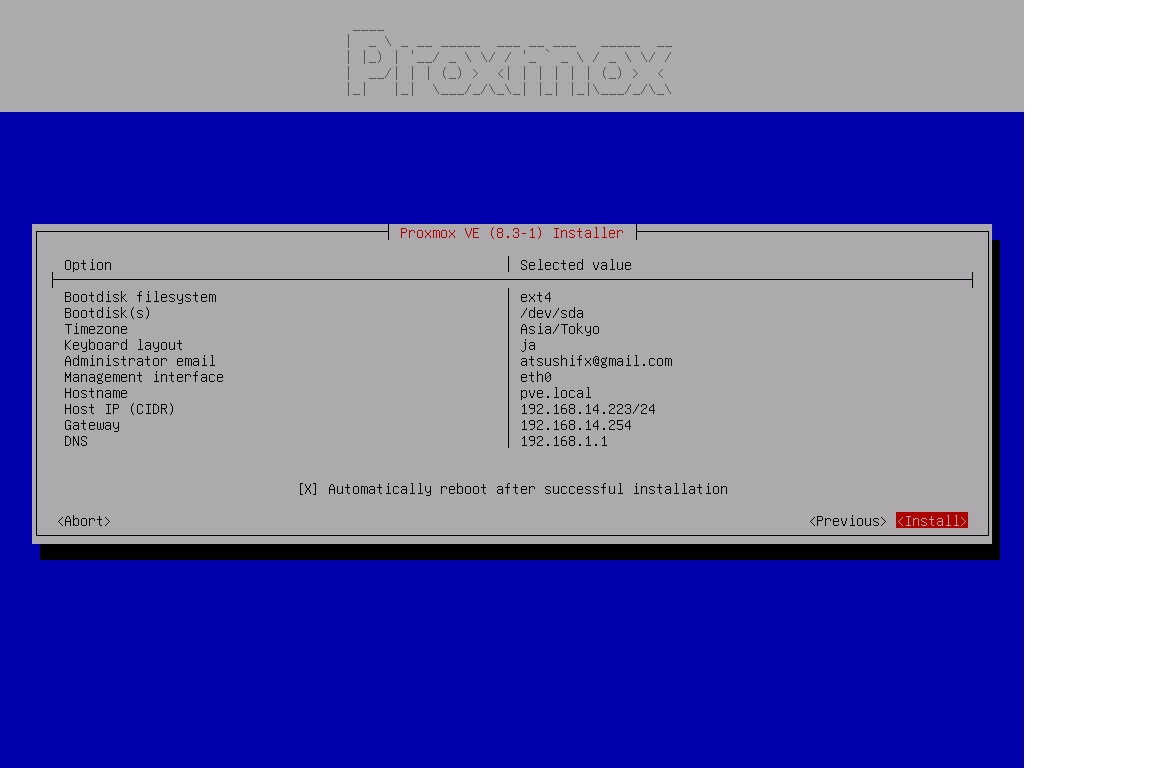 Proxmox
Proxmox VE (8.3-1) Installer
Option | Selected value
Bootdisk filesystem | ext4
Bootdisk(s) | /dev/sda
Timezone | Asia/Tokyo
Keyboard layout | ja
Administrator email | atsushifx@gmail.com
Management interface | eth0
Hostname | pve.local
Host IP (CIDR) | 192.168.14.223/24
Gateway | 192.168.14.254
DNS | 192.168.1.1
[X] Automatically reboot after successful installation
<Abort> <Previous> <Install>